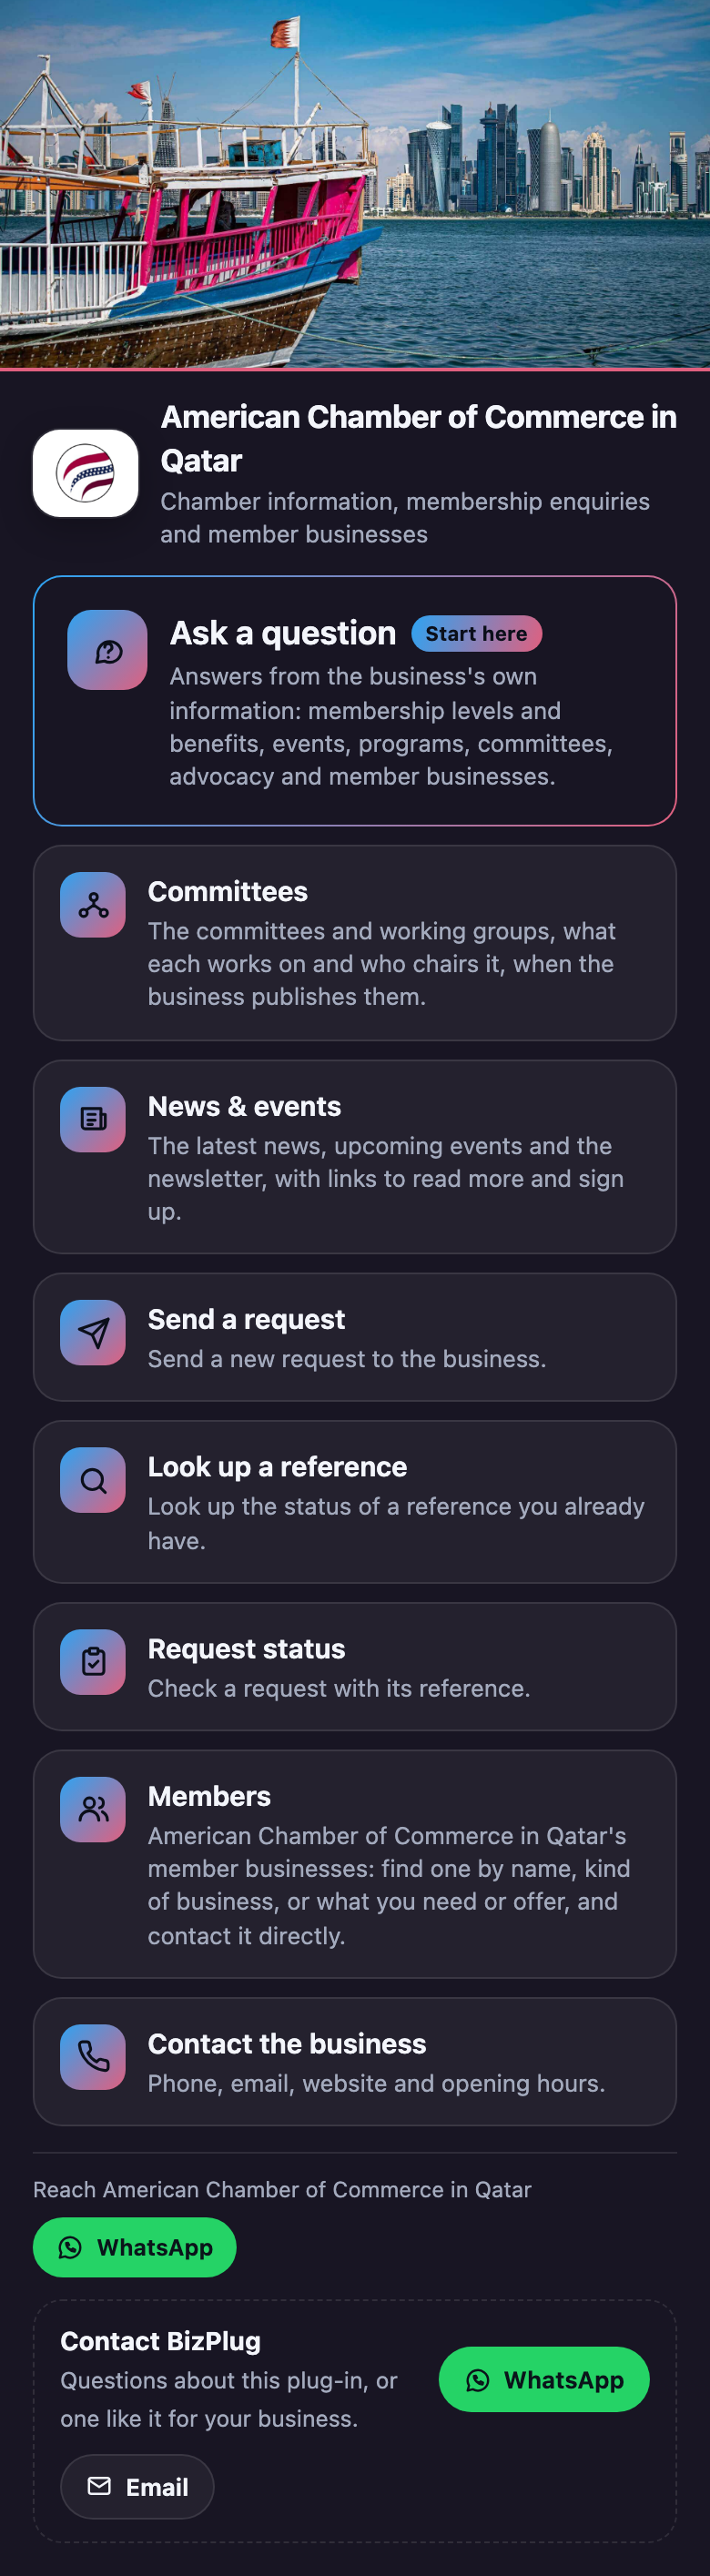 American Chamber of Commerce in
Qatar
Chamber information, membership enquiries
and member businesses
Ask a question
Start here
Answers from the business's own
information: membership levels and
benefits, events, programs, committees,
advocacy and member businesses.
Committees
The committees and working groups, what
each works on and who chairs it, when the
business publishes them.
News & events
The latest news, upcoming events and the
newsletter, with links to read more and sign
up.
Send a request
Send a new request to the business.
Look up a reference
Look up the status of a reference you already
have.
Request status
Check a request with its reference.
Members
American Chamber of Commerce in Qatar's
member businesses: find one by name, kind
of business, or what you need or offer, and
contact it directly.
Contact the business
Phone, email, website and opening hours.
Reach American Chamber of Commerce in Qatar
WhatsApp
Contact BizPlug
Questions about this plug-in, or
one like it for your business.
WhatsApp
Email